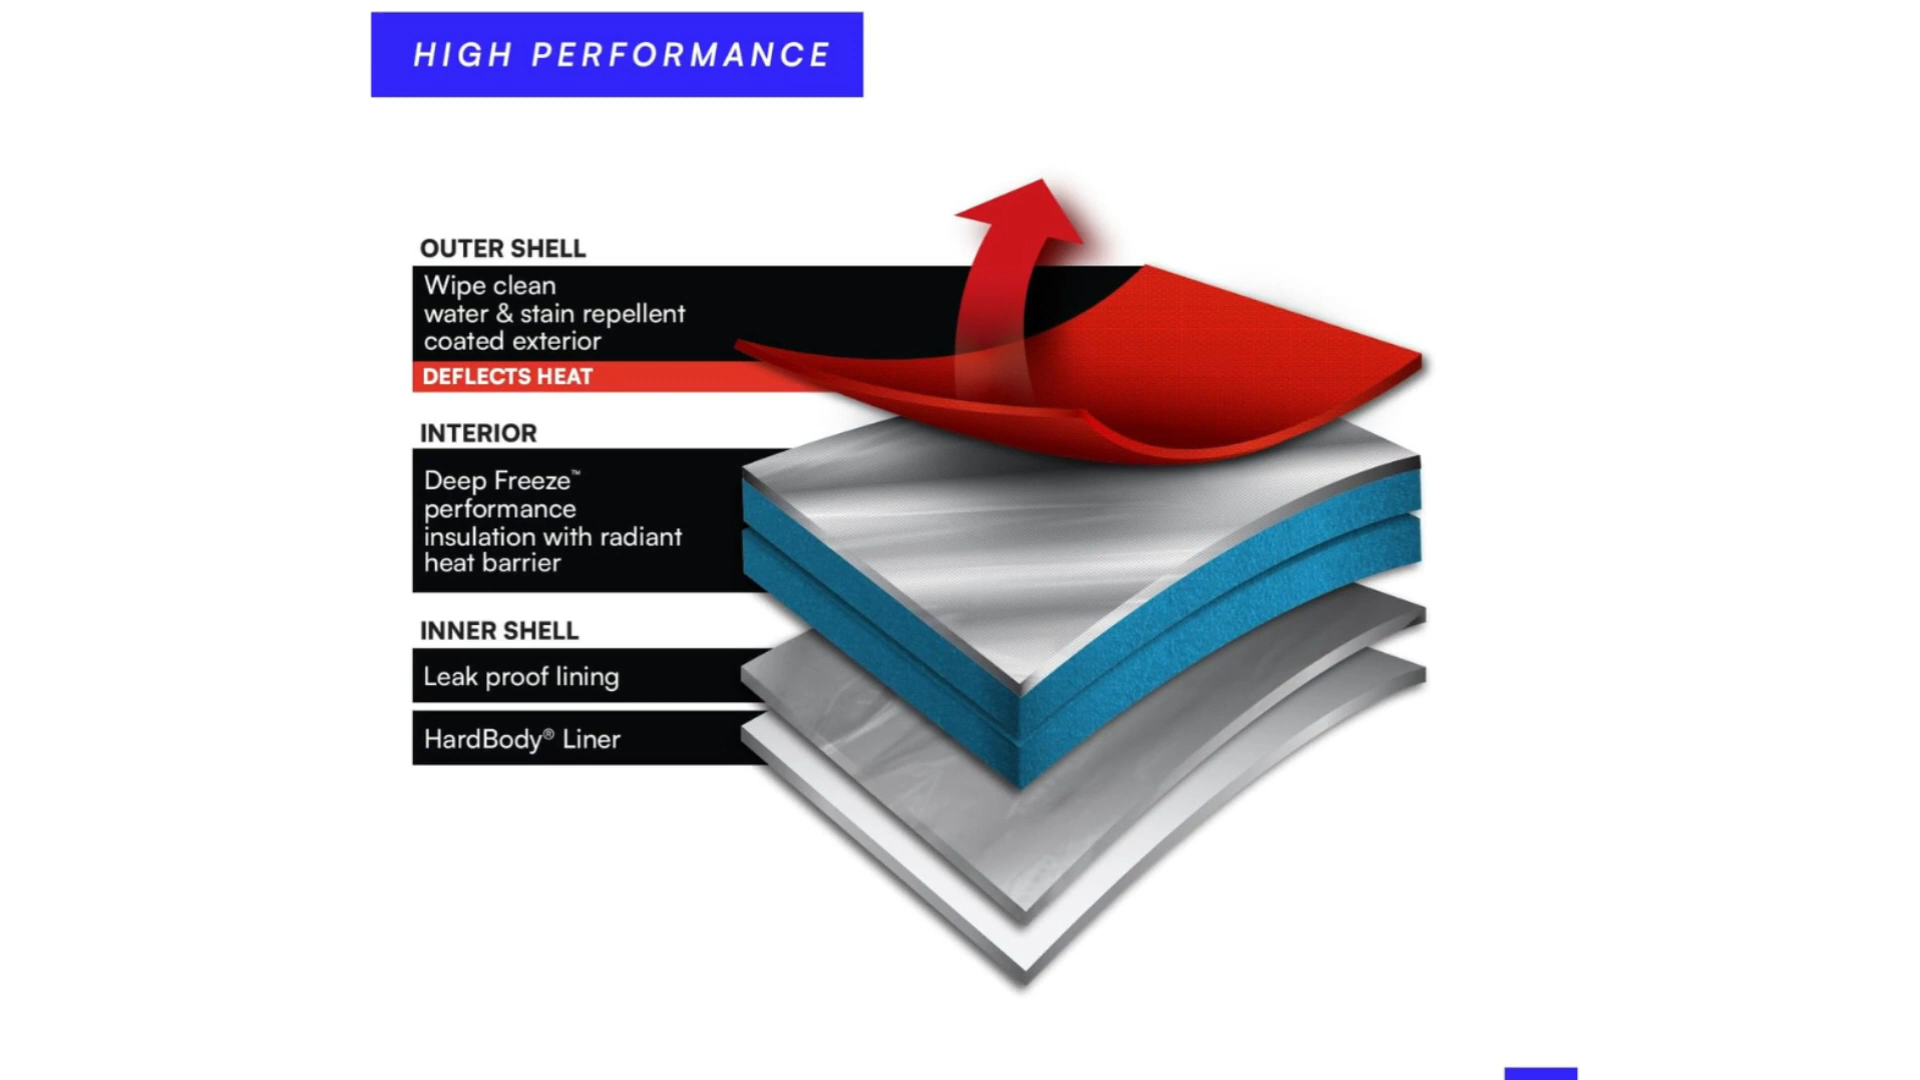 HIGH PERFORMANCE
OUTER SHELL
Wipe clean
water & stain repellent
coated exterior
DEFLECTS HEAT
INTERIOR
Deep Freeze™
performance
insulation with radiant
heat barrier
INNER SHELL
Leak proof lining
HardBody® Liner